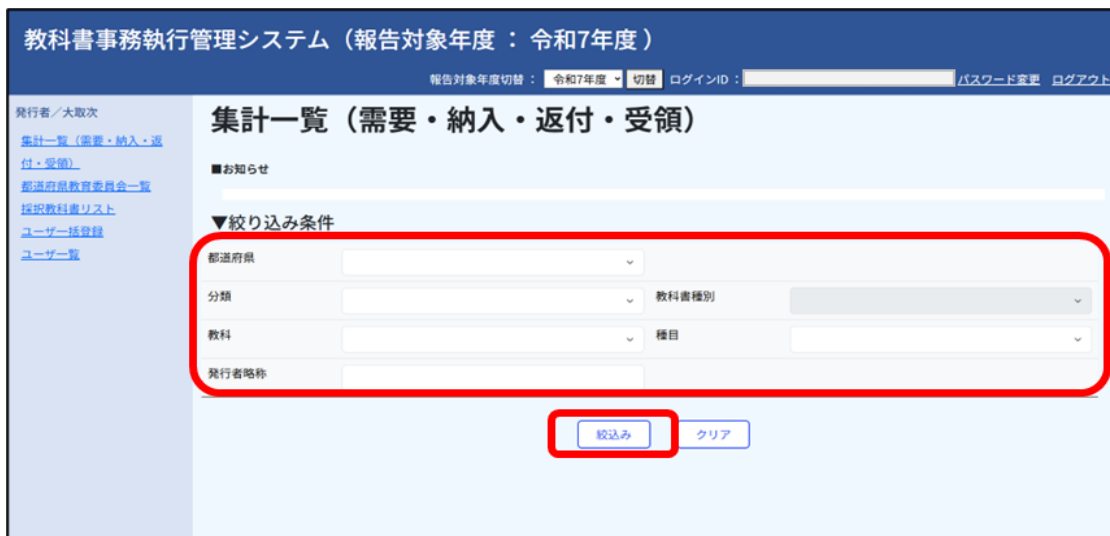 教科書事務執行管理システム（報告対象年度 ： 令和7年度 ）
報告対象年度切替 ： 令和7年度 切替 ログインID ： パスワード変更 ログアウト
発行者／大取次
集計一覧（需要・納入・返
付・受領）
都道府県教育委員会一覧
採択教科書リスト
ユーザ一括登録
ユーザ一覧
集計一覧（需要・納入・返付・受領）
■お知らせ
▼絞り込み条件
都道府県
分類 教科書種別
教科 種目
発行者略称
絞込み クリア